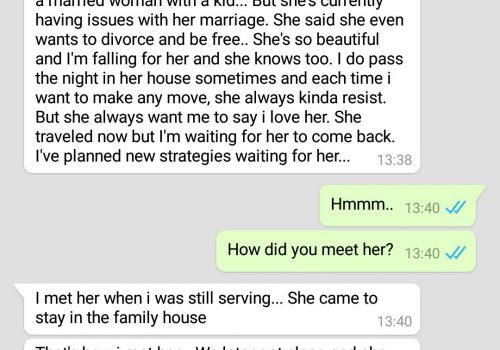 a married woman with a kid... But she's currently
having issues with her marriage. She said she even
wants to divorce and be free.. She's so beautiful
and I'm falling for her and she knows too. I do pass
the night in her house sometimes and each time i
want to make any move, she always kinda resist.
But she always want me to say i love her. She
traveled now but I'm waiting for her to come back.
I've planned new strategies waiting for her...
13:38
Hmmm.. 13:40
How did you meet her? 13:40
I met her when i was still serving... She came to
stay in the family house
13:40